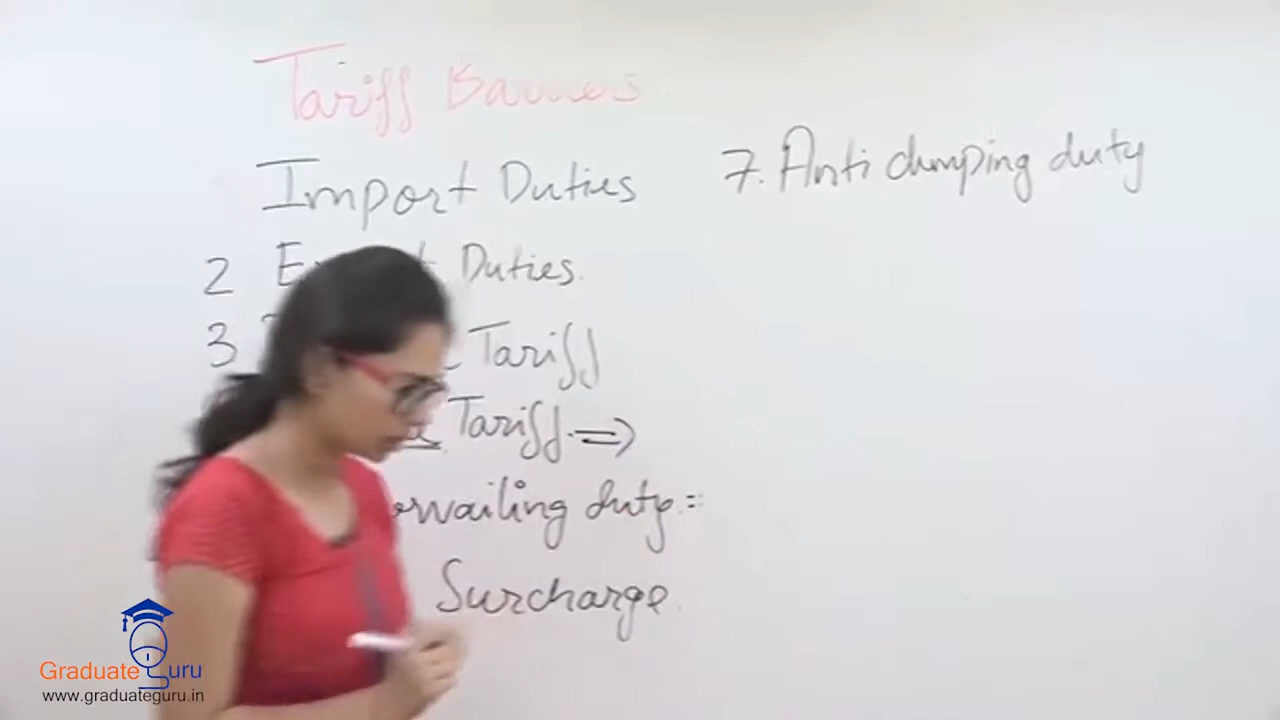 Tariff Barriers
Import Duties
2 Duties.
3 Tariff
Tariff. =>
duty :
Surcharge
7. Anti dumping duty
Graduate Guru
www.graduateguru.in